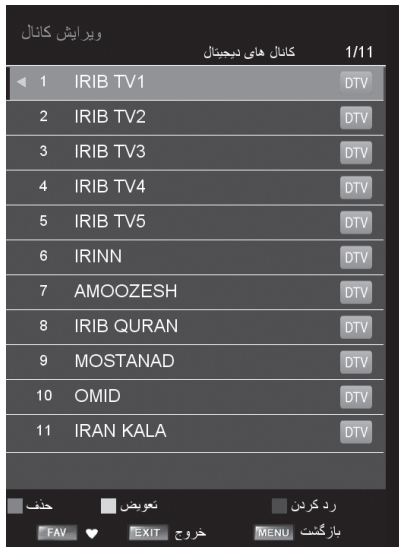 ویرایش کانال
کانال های دیجیتال 1/11
1 IRIB TV1 DTV
2 IRIB TV2 DTV
3 IRIB TV3 DTV
4 IRIB TV4 DTV
5 IRIB TV5 DTV
6 IRINN DTV
7 AMOOZESH DTV
8 IRIB QURAN DTV
9 MOSTANAD DTV
10 OMID DTV
11 IRAN KALA DTV
رد کردن تعویض حذف
بازگشت MENU خروج EXIT FAV